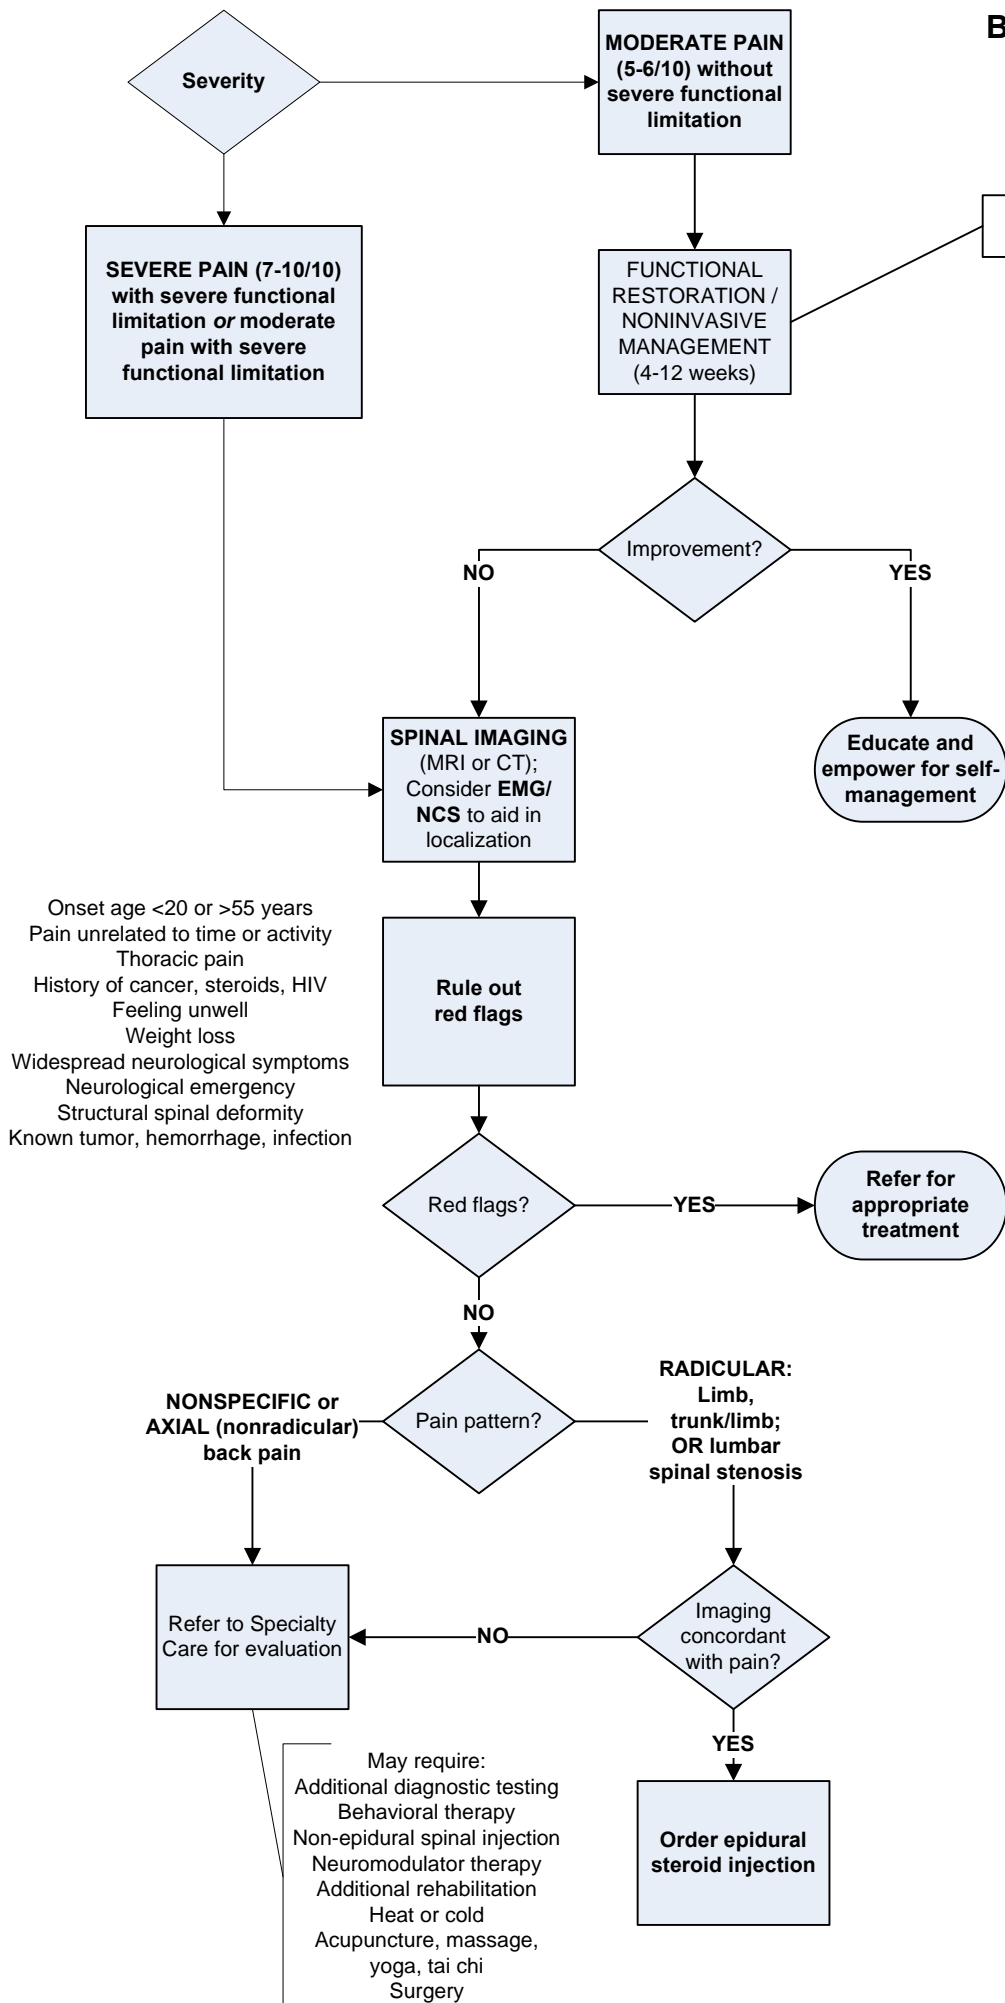 B
Severity
MODERATE PAIN
(5-6/10) without
severe functional
limitation
SEVERE PAIN (7-10/10)
with severe functional
limitation or moderate
pain with severe
functional limitation
FUNCTIONAL
RESTORATION /
NONINVASIVE
MANAGEMENT
(4-12 weeks)
Improvement?
NO
YES
SPINAL IMAGING
(MRI or CT);
Consider EMG/
NCS to aid in
localization
Educate and
empower for self-
management
Onset age <20 or >55 years
Pain unrelated to time or activity
Thoracic pain
History of cancer, steroids, HIV
Feeling unwell
Weight loss
Widespread neurological symptoms
Neurological emergency
Structural spinal deformity
Known tumor, hemorrhage, infection
Rule out
red flags
Red flags?
YES
Refer for
appropriate
treatment
NO
Pain pattern?
NONSPECIFIC or
AXIAL (nonradicular)
back pain
RADICULAR:
Limb,
trunk/limb;
OR lumbar
spinal stenosis
Refer to Specialty
Care for evaluation
NO
Imaging
concordant
with pain?
YES
May require:
Additional diagnostic testing
Behavioral therapy
Non-epidural spinal injection
Neuromodulator therapy
Additional rehabilitation
Heat or cold
Acupuncture, massage,
yoga, tai chi
Surgery
Order epidural
steroid injection